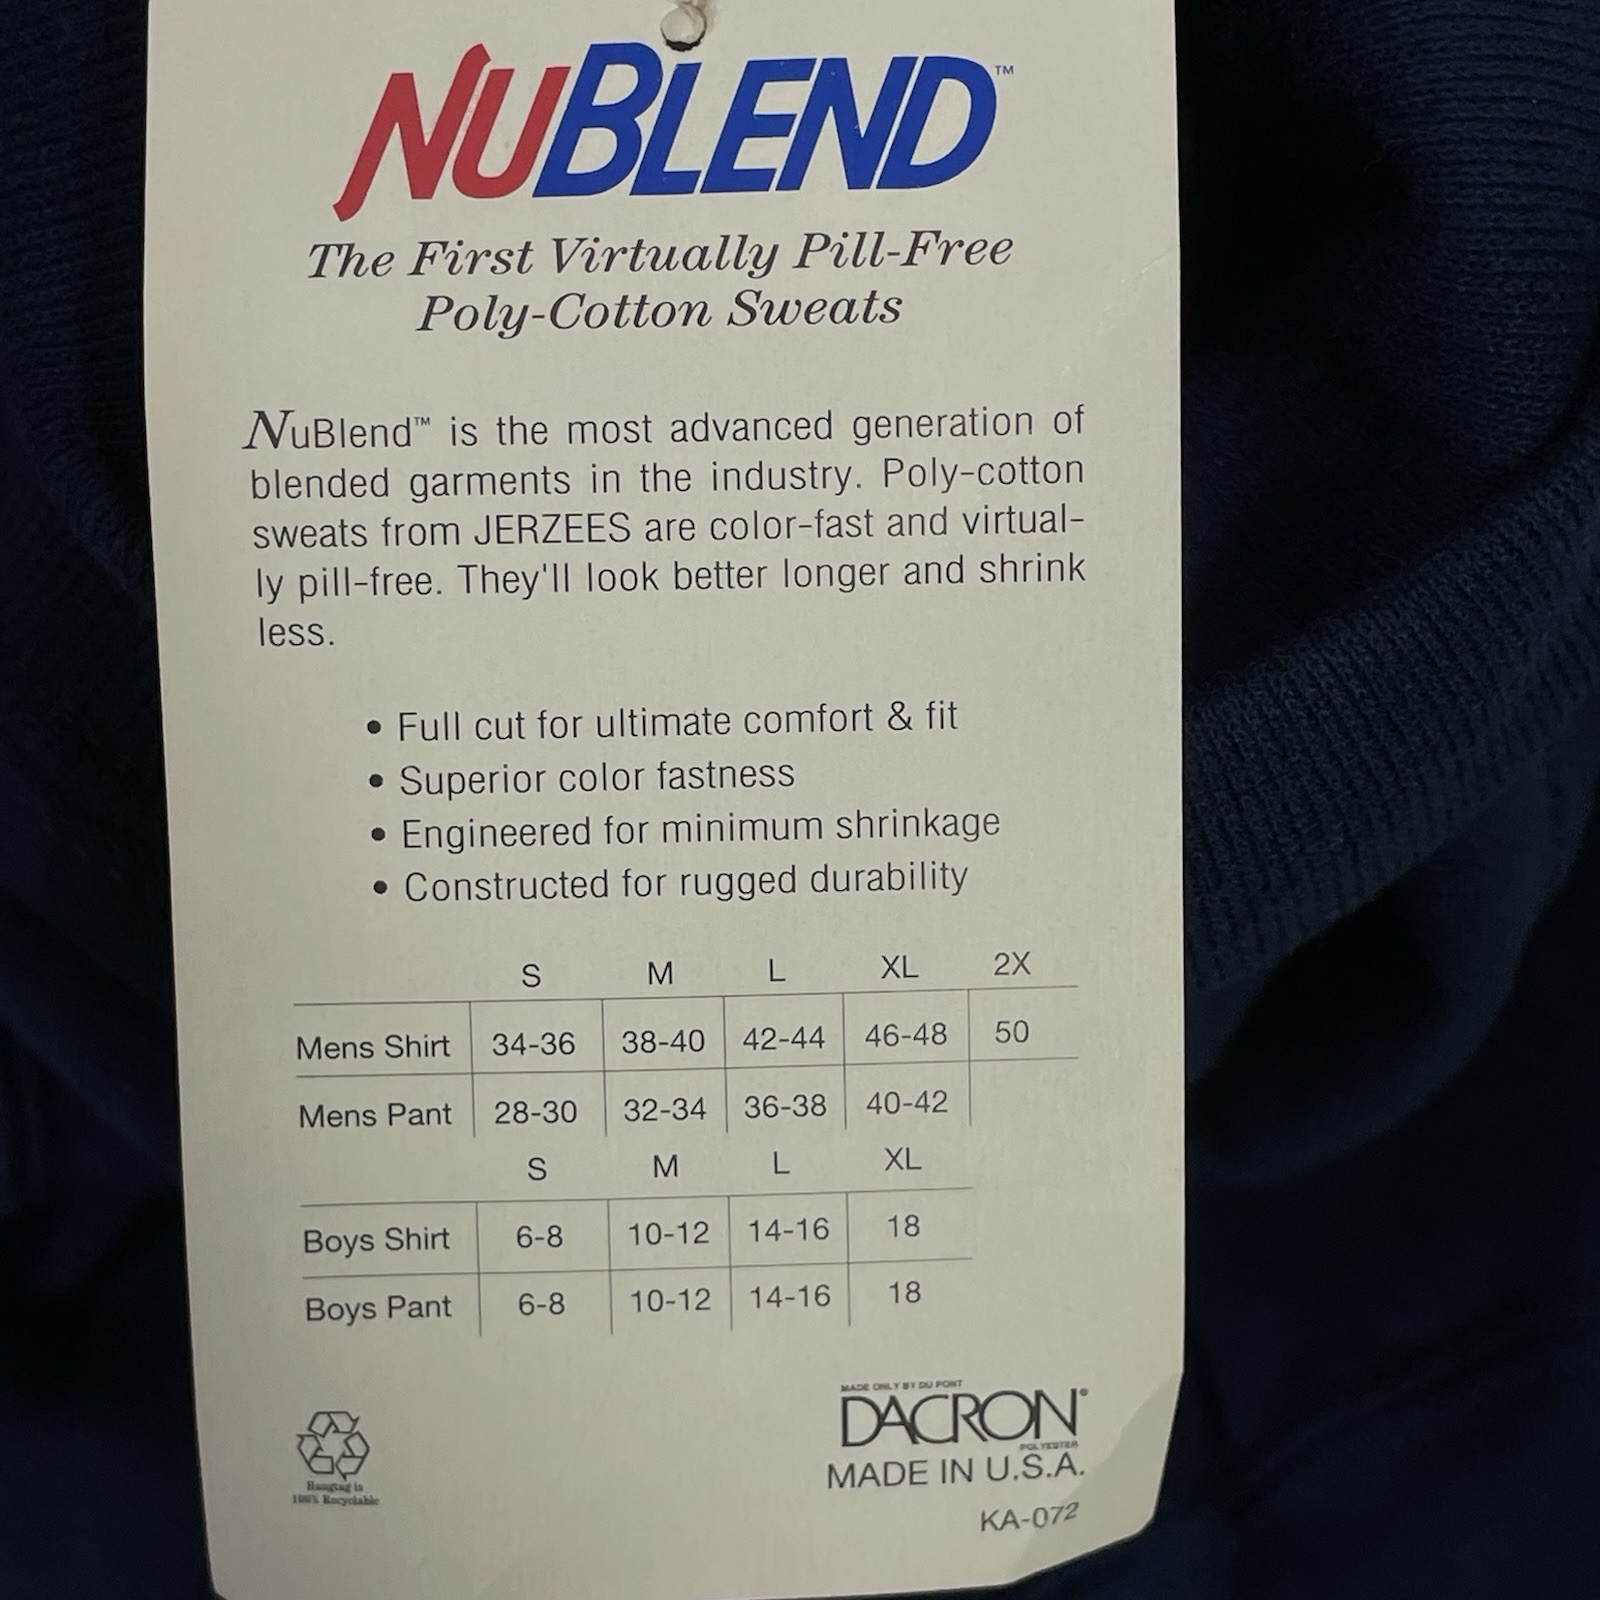 NUBLEND™
The First Virtually Pill-Free
Poly-Cotton Sweats
NuBlend™ is the most advanced generation of
blended garments in the industry. Poly-cotton
sweats from JERZEES are color-fast and virtual-
ly pill-free. They'll look better longer and shrink
less.
• Full cut for ultimate comfort & fit
• Superior color fastness
• Engineered for minimum shrinkage
• Constructed for rugged durability
S M L XL 2X
Mens Shirt 34-36 38-40 42-44 46-48 50
Mens Pant 28-30 32-34 36-38 40-42
S M L XL
Boys Shirt 6-8 10-12 14-16 18
Boys Pant 6-8 10-12 14-16 18
MADE ONLY BY DU PONT
DACRON®
POLYESTER
MADE IN U.S.A.
Hangtag is
100% Recyclable
KA-072